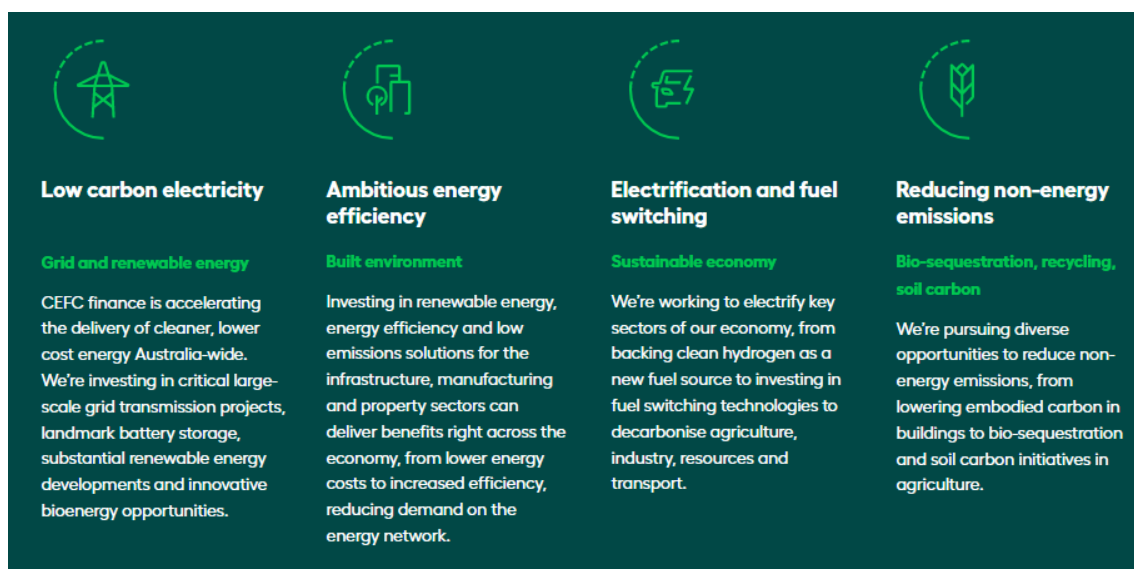 Low carbon electricity
Grid and renewable energy
CEFC finance is accelerating
the delivery of cleaner, lower
cost energy Australia-wide.
We're investing in critical large-
scale grid transmission projects,
landmark battery storage,
substantial renewable energy
developments and innovative
bioenergy opportunities.
Ambitious energy
efficiency
Built environment
Investing in renewable energy,
energy efficiency and low
emissions solutions for the
infrastructure, manufacturing
and property sectors can
deliver benefits right across the
economy, from lower energy
costs to increased efficiency,
reducing demand on the
energy network.
Electrification and fuel
switching
Sustainable economy
We're working to electrify key
sectors of our economy, from
backing clean hydrogen as a
new fuel source to investing in
fuel switching technologies to
decarbonise agriculture,
industry, resources and
transport.
Reducing non-energy
emissions
Bio-sequestration, recycling,
soil carbon
We're pursuing diverse
opportunities to reduce non-
energy emissions, from
lowering embodied carbon in
buildings to bio-sequestration
and soil carbon initiatives in
agriculture.